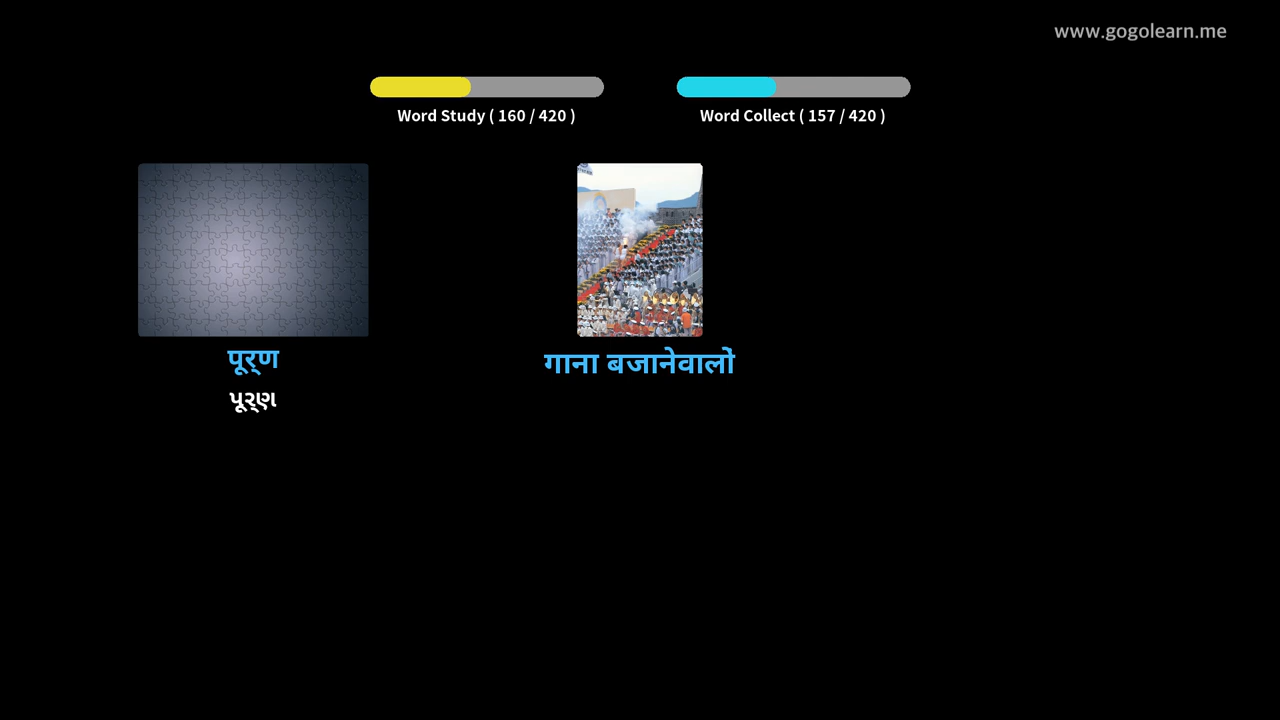 www.gogolearn.me
Word Study ( 160 / 420 )
Word Collect ( 157 / 420 )
पूर्ण
પૂર્ણ
गाना बजानेवालों